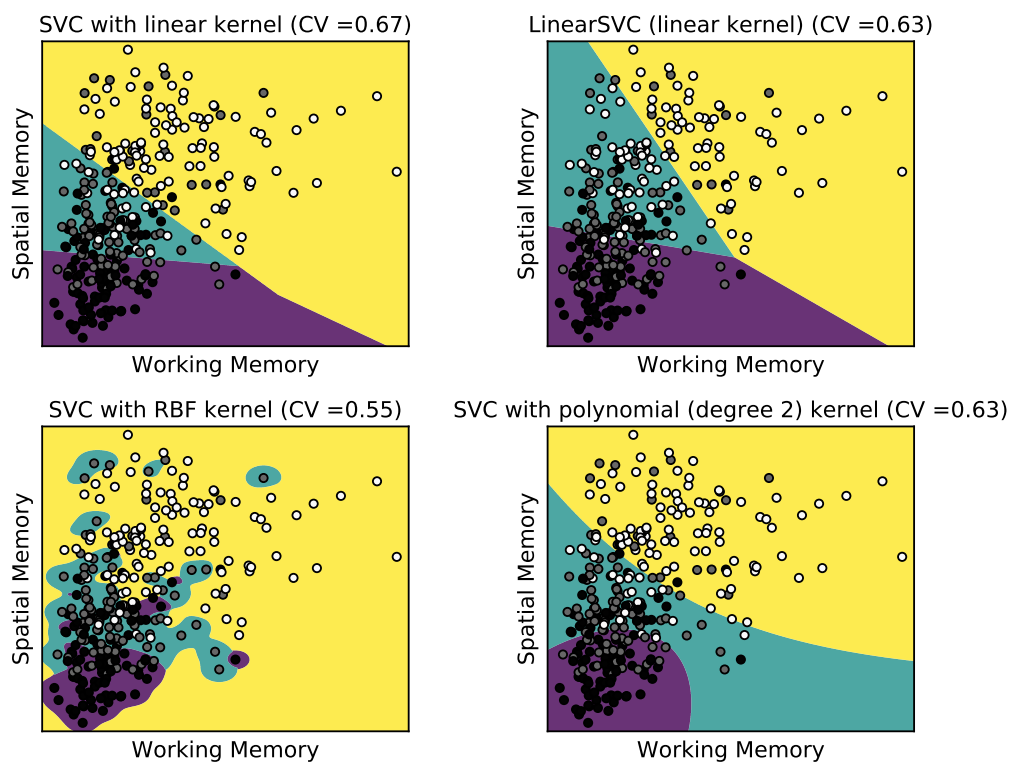 SVC with linear kernel (CV =0.67)
LinearSVC (linear kernel) (CV =0.63)
Spatial Memory
Spatial Memory
Working Memory
Working Memory
SVC with RBF kernel (CV =0.55)
SVC with polynomial (degree 2) kernel (CV =0.63)
Spatial Memory
Spatial Memory
Working Memory
Working Memory